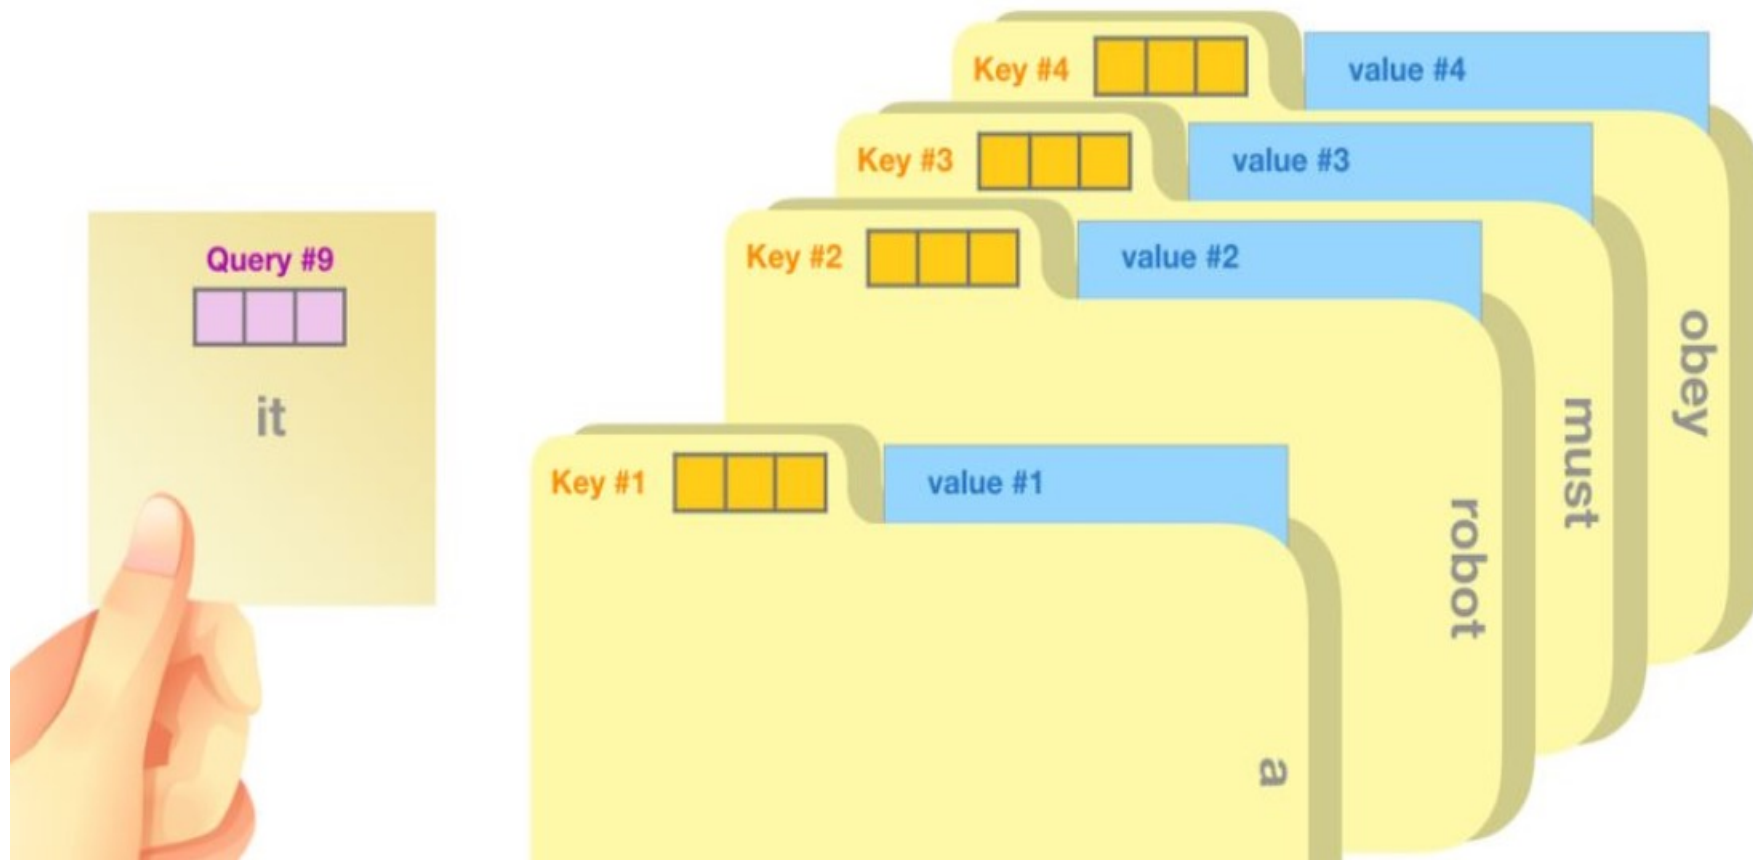 Query #9
it
Key #4
value #4
obey
Key #3
value #3
must
Key #2
value #2
robot
Key #1
value #1
a